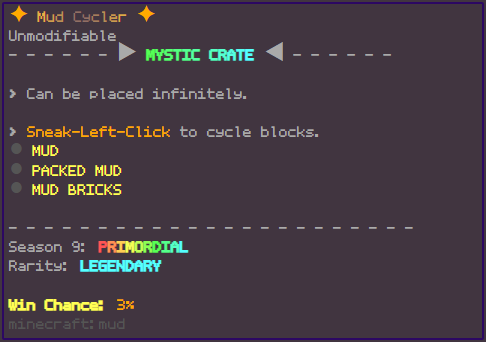 ✦ Mud Cycler ✦
Unmodifiable
- - - - - - ▶ MYSTIC CRATE ◀ - - - - - -
> Can be placed infinitely.
> Sneak-Left-Click to cycle blocks.
● MUD
● PACKED MUD
● MUD BRICKS
- - - - - - - - - - - - - - - - - - - - - - - -
Season 9: PRIMORDIAL
Rarity: LEGENDARY
Win Chance: 3%
minecraft:mud